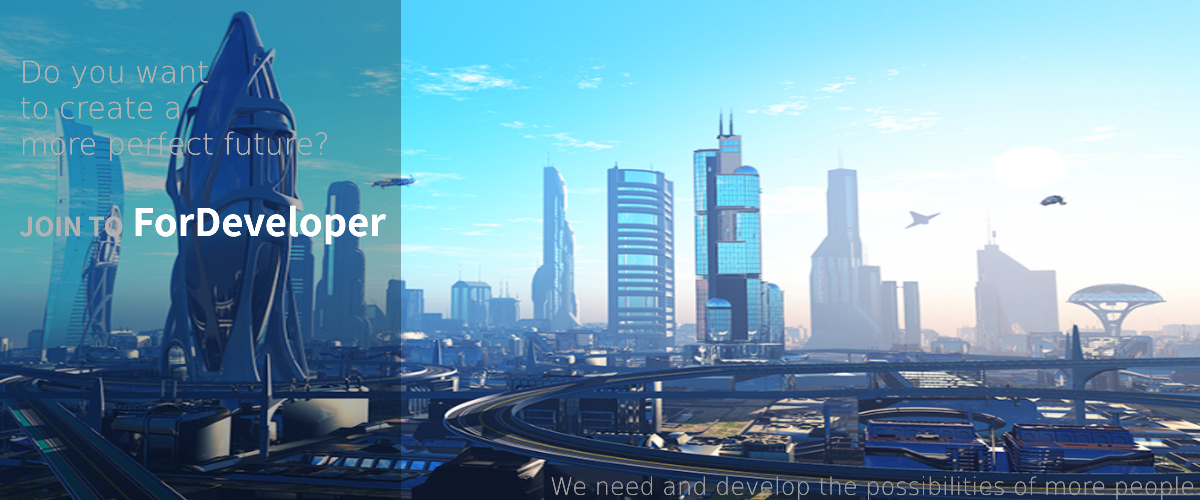 Do you want
to create a
more perfect future?
JOIN TO ForDeveloper
We need and develop the possibilities of more people